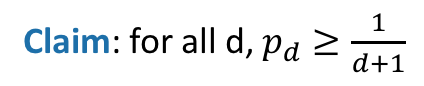 Claim: for all d, 𝑝_𝑑 ≥ 1/(𝑑+1)